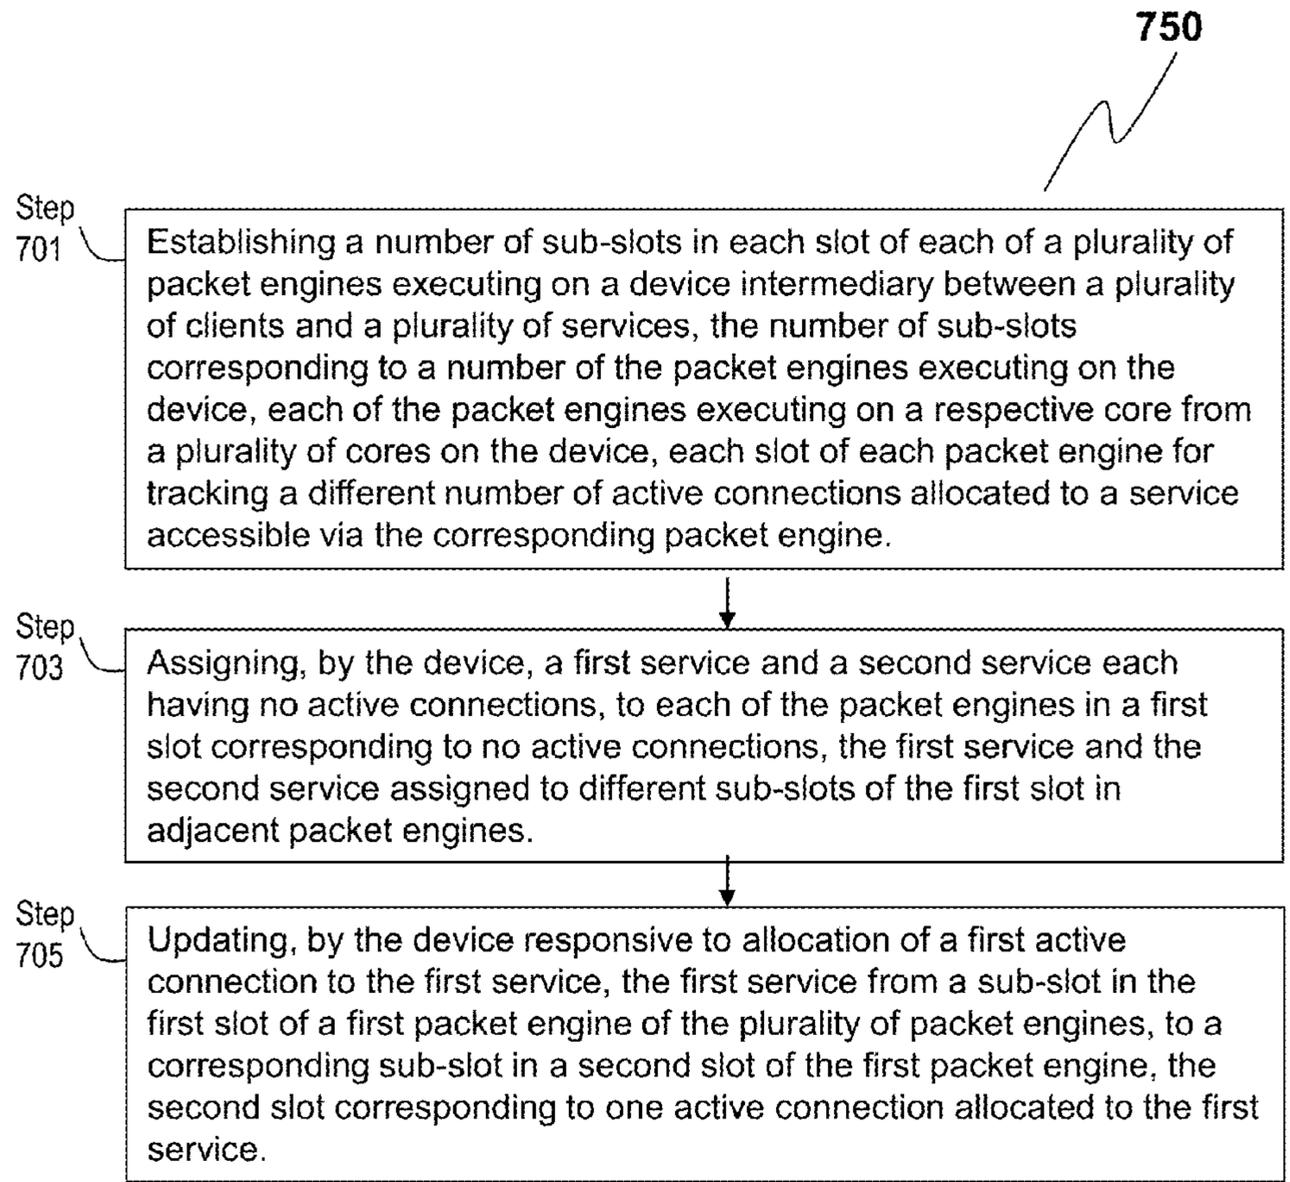 750
Step
701
Establishing a number of sub-slots in each slot of each of a plurality of
packet engines executing on a device intermediary between a plurality
of clients and a plurality of services, the number of sub-slots
corresponding to a number of the packet engines executing on the
device, each of the packet engines executing on a respective core from
a plurality of cores on the device, each slot of each packet engine for
tracking a different number of active connections allocated to a service
accessible via the corresponding packet engine.
Step
703
Assigning, by the device, a first service and a second service each
having no active connections, to each of the packet engines in a first
slot corresponding to no active connections, the first service and the
second service assigned to different sub-slots of the first slot in
adjacent packet engines.
Step
705
Updating, by the device responsive to allocation of a first active
connection to the first service, the first service from a sub-slot in the
first slot of a first packet engine of the plurality of packet engines, to a
corresponding sub-slot in a second slot of the first packet engine, the
second slot corresponding to one active connection allocated to the first
service.